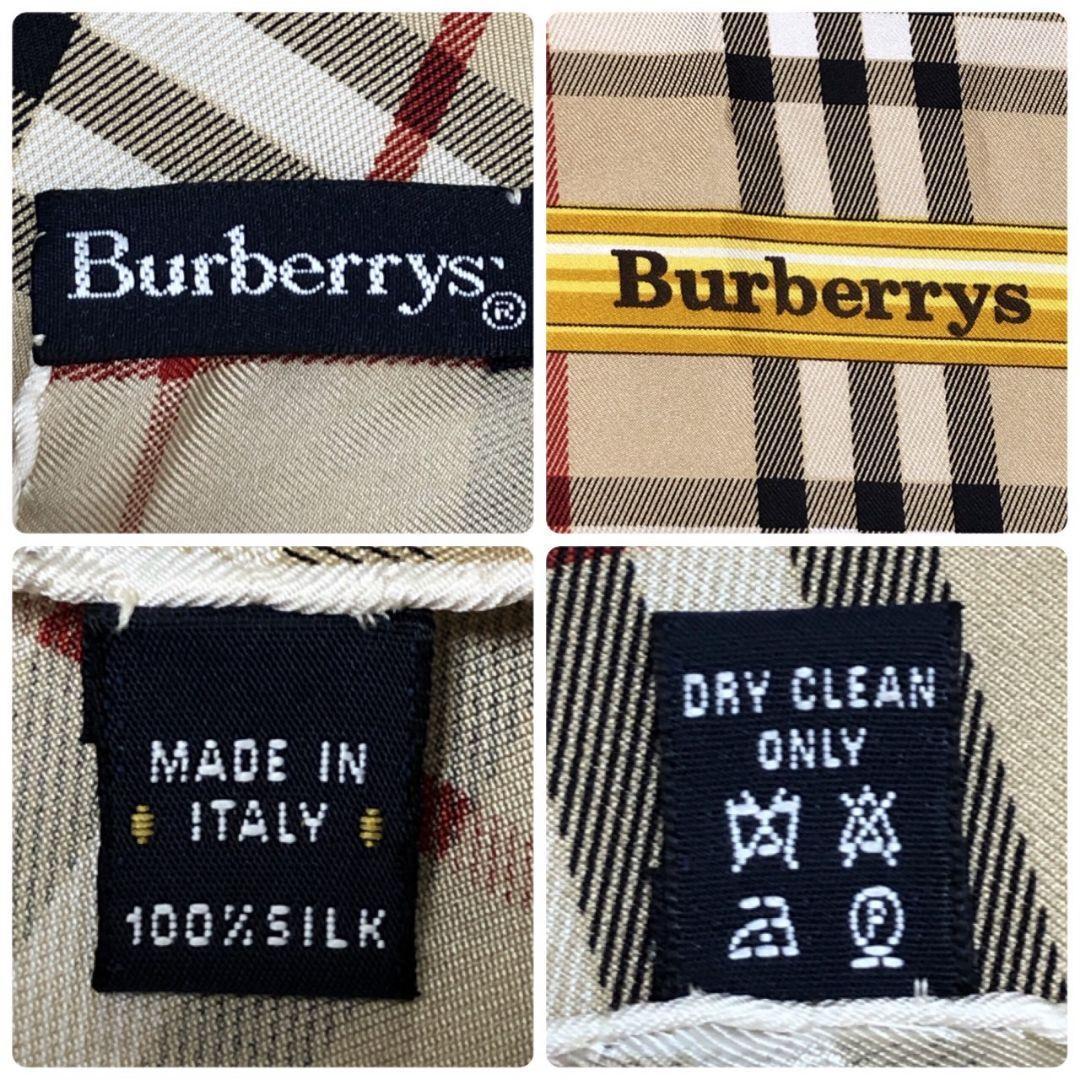 Burberrys'
®
Burberrys
MADE IN
ITALY
100% SILK
DRY CLEAN
ONLY
F